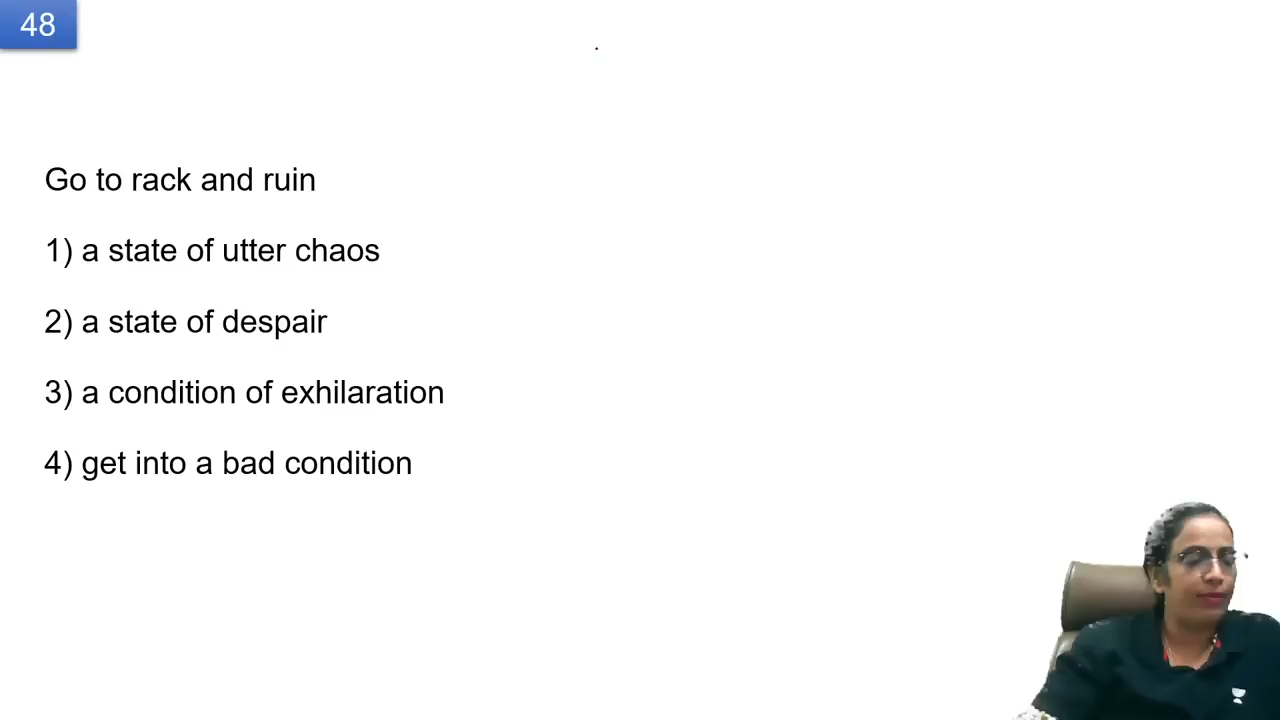 48
Go to rack and ruin
1) a state of utter chaos
2) a state of despair
3) a condition of exhilaration
4) get into a bad condition